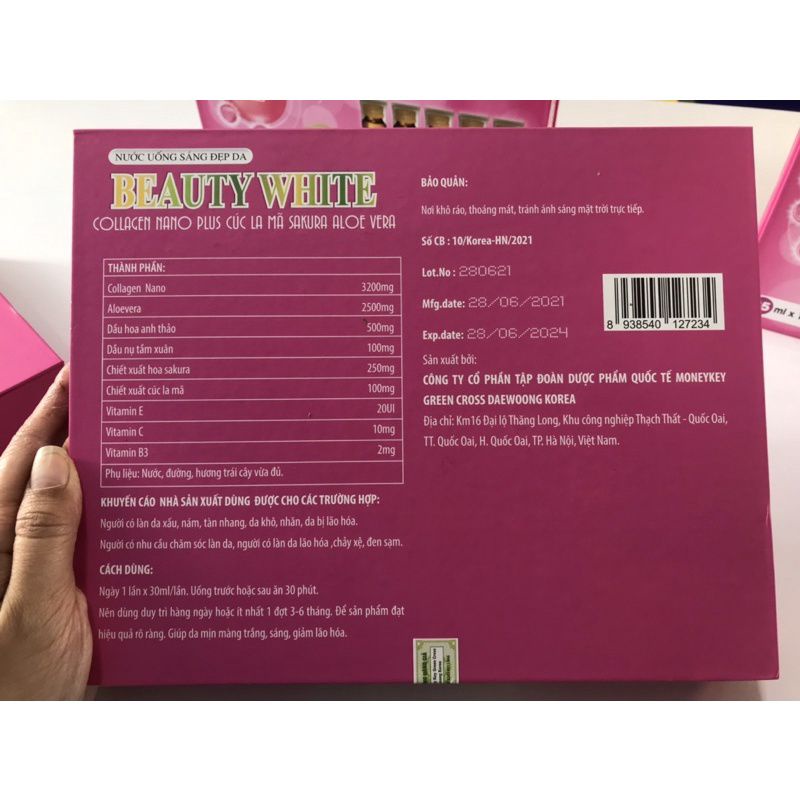 NƯỚC UỐNG SÁNG ĐẸP DA
BEAUTY WHITE
COLLAGEN NANO PLUS CÚC LA MÃ SAKURA ALOE VERA
THÀNH PHẦN:
Collagen Nano 3200mg
Aloevera 2500mg
Dầu hoa anh thảo 500mg
Dầu nụ tầm xuân 100mg
Chiết xuất hoa sakura 250mg
Chiết xuất cúc la mã 100mg
Vitamin E 20UI
Vitamin C 10mg
Vitamin B3 2mg
Phụ liệu: Nước, đường, hương trái cây vừa đủ.
KHUYẾN CÁO NHÀ SẢN XUẤT DÙNG ĐƯỢC CHO CÁC TRƯỜNG HỢP:
Người có làn da xấu, nám, tàn nhang, da khô, nhăn, da bị lão hóa.
Người có nhu cầu chăm sóc làn da, người có làn da lão hóa ,chảy xệ, đen sạm.
CÁCH DÙNG:
Ngày 1 lần x 30ml/lần. Uống trước hoặc sau ăn 30 phút.
Nên dùng duy trì hàng ngày hoặc ít nhất 1 đợt 3-6 tháng. Để sản phẩm đạt
hiệu quả rõ ràng. Giúp da mịn màng trắng, sáng, giảm lão hóa.
BẢO QUẢN:
Nơi khô ráo, thoáng mát, tránh ánh sáng mặt trời trực tiếp.
Số CB : 10/Korea-HN/2021
Lot.No : 280621
Mfg.date: 28/06/2021
Exp.date: 28/06/2024
8 938540 127234
Sản xuất bởi:
CÔNG TY CỔ PHẦN TẬP ĐOÀN DƯỢC PHẨM QUỐC TẾ MONEYKEY
GREEN CROSS DAEWOONG KOREA
Địa chỉ: Km16 Đại lộ Thăng Long, Khu công nghiệp Thạch Thất - Quốc Oai,
TT. Quốc Oai, H. Quốc Oai, TP. Hà Nội, Việt Nam.
5 ml x